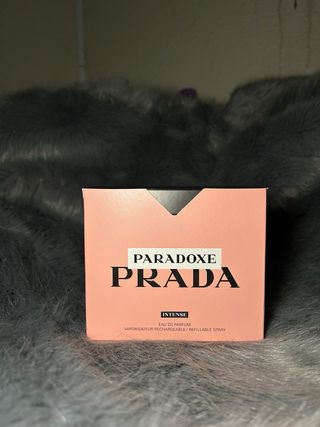 PARADOXE
PRADA
INTENSE
EAU DE PARFUM
VAPORISATEUR RECHARGEABLE / REFILLABLE SPRAY